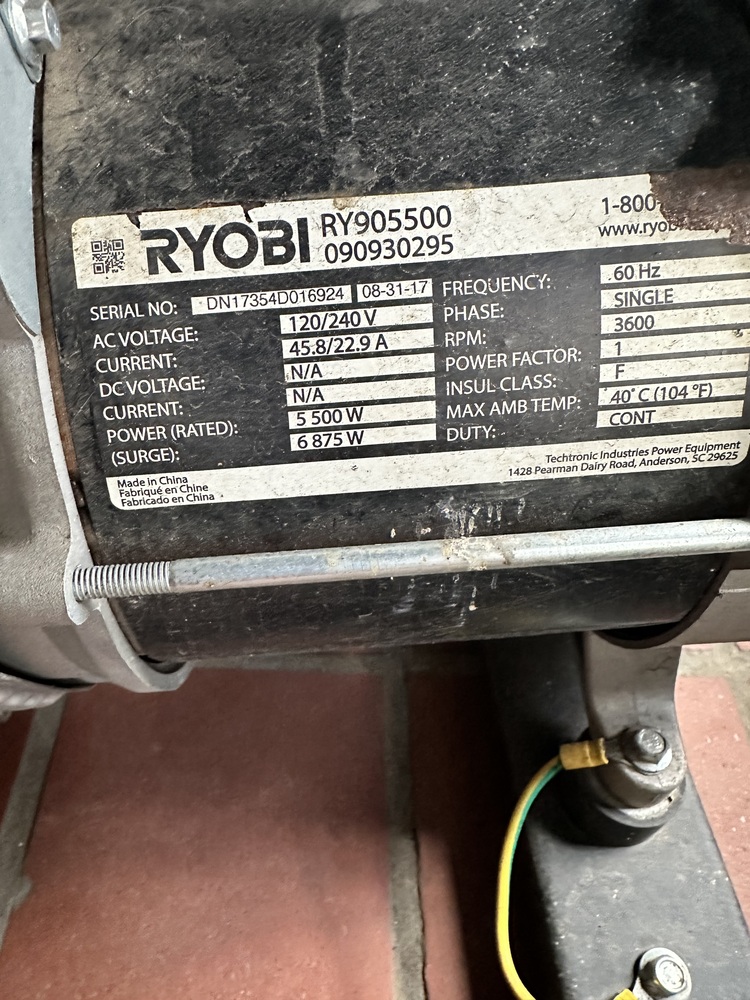 RYOBI RY905500
090930295
1-800-
www.ryobi
SERIAL NO: DN17354D016924 08-31-17
AC VOLTAGE: 120/240 V
CURRENT: 45.8/22.9 A
DC VOLTAGE: N/A
CURRENT: N/A
POWER (RATED): 5 500 W
(SURGE): 6 875 W
FREQUENCY: 60 Hz
PHASE: SINGLE
RPM: 3600
POWER FACTOR: 1
INSUL CLASS: F
MAX AMB TEMP: 40° C (104 °F)
DUTY: CONT
Made in China
Fabriqué en Chine
Fabricado en China
Techtronic Industries Power Equipment
1428 Pearman Dairy Road, Anderson, SC 29625